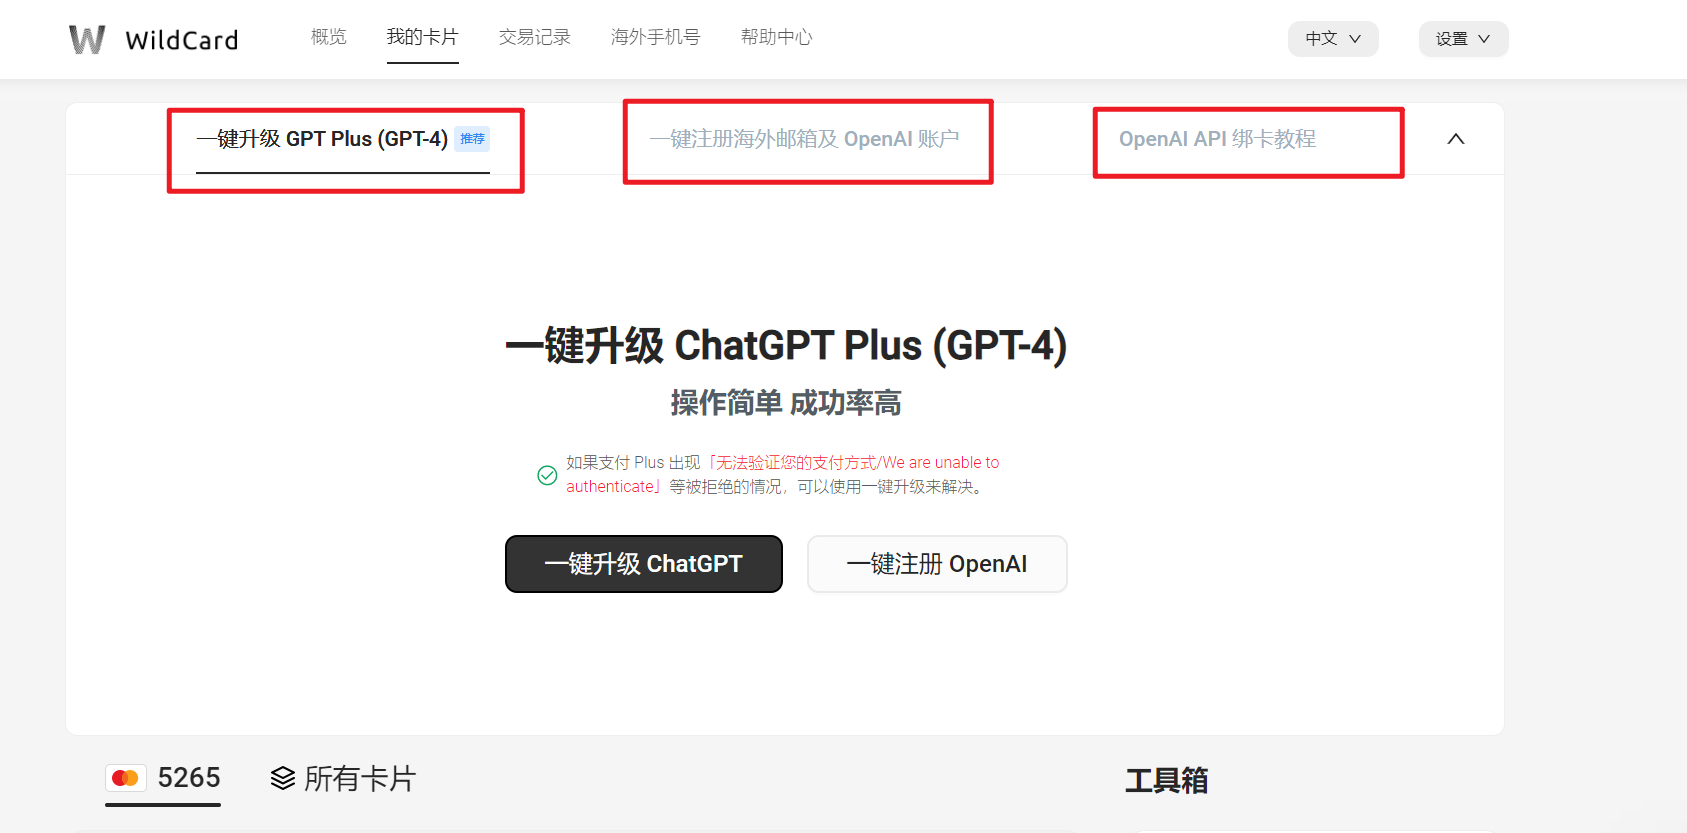 WildCard
概览 我的卡片 交易记录 海外手机号 帮助中心 中文 设置
一键升级 GPT Plus (GPT-4) 推荐 一键注册海外邮箱及 OpenAI 账户 OpenAI API 绑卡教程
一键升级 ChatGPT Plus (GPT-4)
操作简单 成功率高
如果支付 Plus 出现「无法验证您的支付方式/We are unable to
authenticate」等被拒绝的情况，可以使用一键升级来解决。
一键升级 ChatGPT 一键注册 OpenAI
5265 所有卡片 工具箱